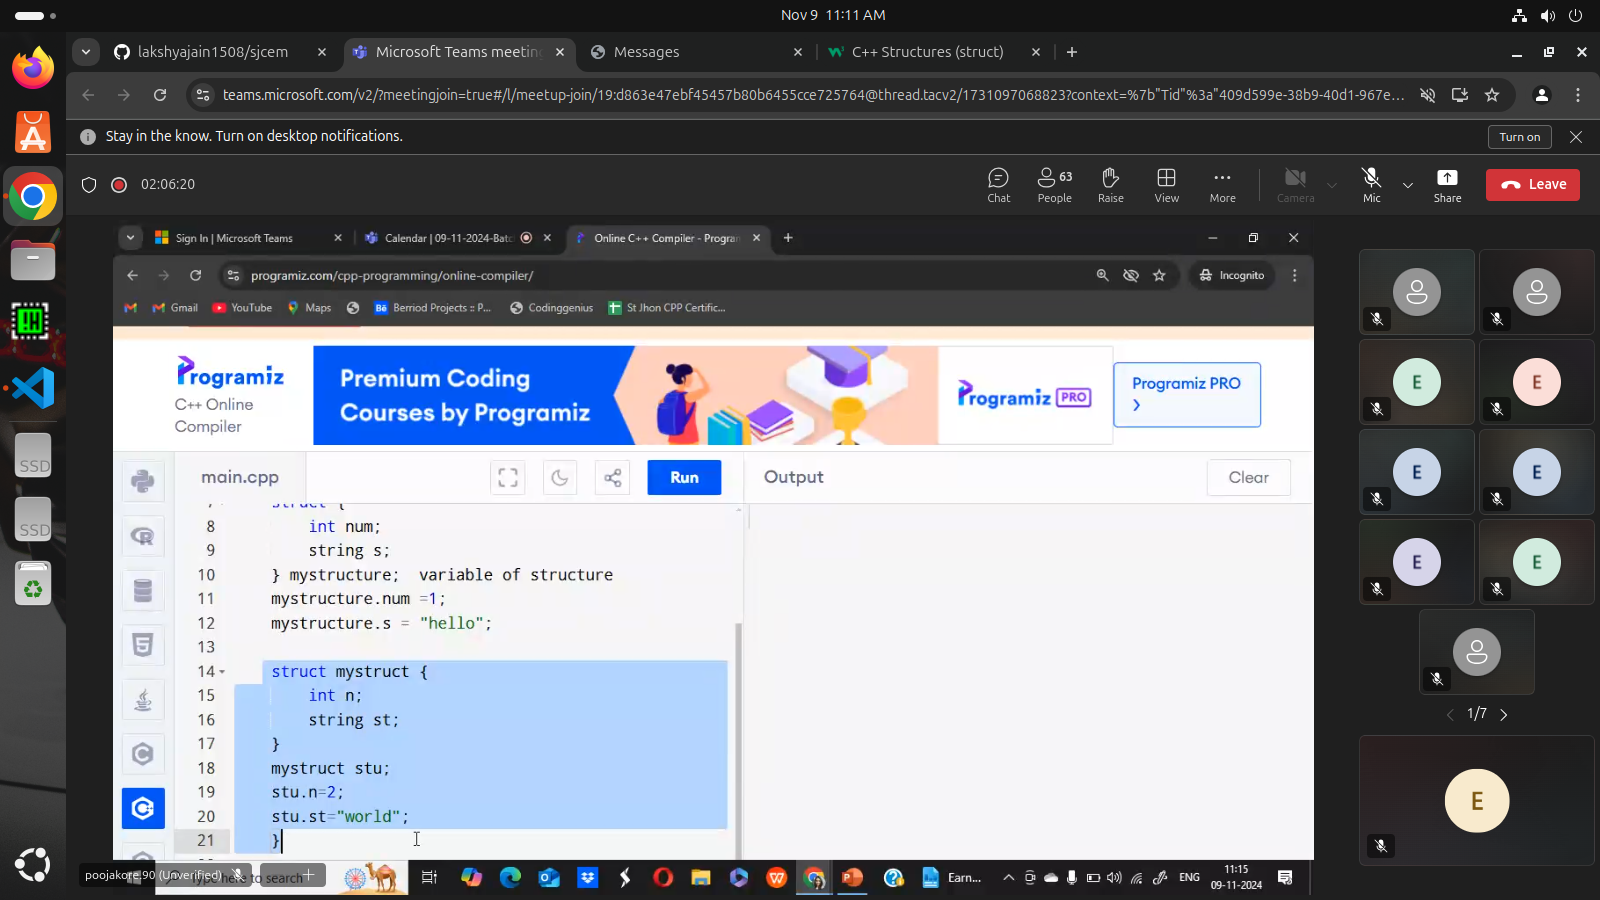 Nov 9 11:11 AM
lakshyajain1508/sjcem
Microsoft Teams meeting
Messages
C++ Structures (struct)
teams.microsoft.com/v2/?meetingjoin=true#/l/meetup-join/19:d863e47ebf45457b80b6455cce725764@thread.tacv2/1731097068823?context=%7b"Tid"%3a"409d599e-38b9-40d1-967e...
Stay in the know. Turn on desktop notifications.
Turn on
02:06:20
Chat
People 63
Raise
View
More
Camera
Mic
Share
Leave
Sign In | Microsoft Teams
Calendar | 09-11-2024-Batc
Online C++ Compiler - Program
programiz.com/cpp-programming/online-compiler/
Incognito
Gmail
YouTube
Maps
Berriod Projects :: P...
Codinggenius
St Jhon CPP Certific...
Programiz
C++ Online
Compiler
Premium Coding
Courses by Programiz
Programiz PRO
Programiz PRO
main.cpp
Run
Output
Clear
7 struct {
8 int num;
9 string s;
10 } mystructure; variable of structure
11 mystructure.num =1;
12 mystructure.s = "hello";
13
14 struct mystruct {
15 int n;
16 string st;
17 }
18 mystruct stu;
19 stu.n=2;
20 stu.st="world";
21 }
E
E
E
E
E
E
1/7
E
SSD
SSD
poojakore.90 (Unverified)
Type here to search
Earn...
ENG
11:15
09-11-2024